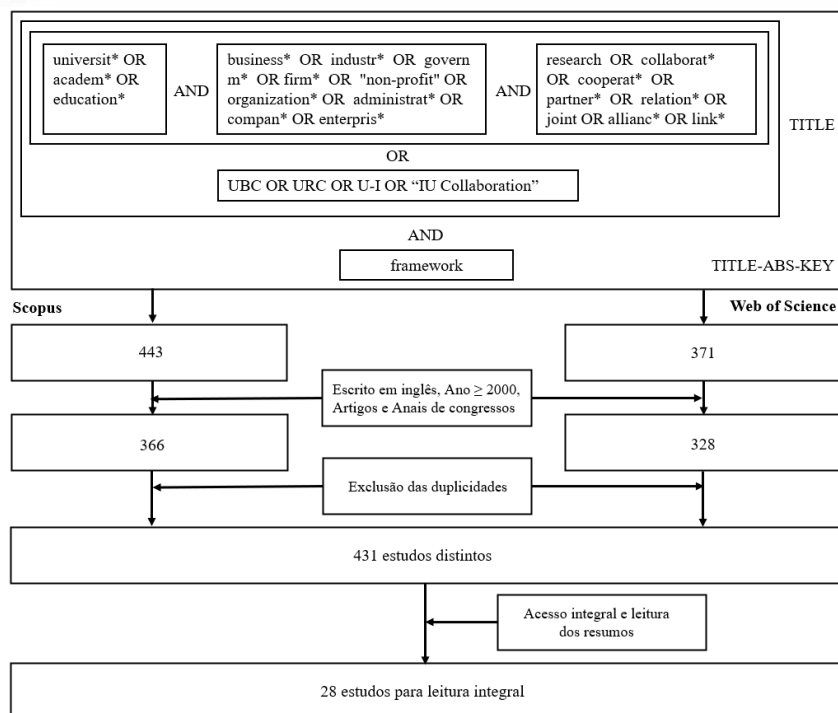 universit* OR
academ* OR
education*
AND
business* OR industr* OR govern
m* OR firm* OR "non-profit" OR
organization* OR administrat* OR
compan* OR enterpris*
AND
research OR collaborat*
OR cooperat* OR
partner* OR relation* OR
joint OR allianc* OR link*
TITLE
OR
UBC OR URC OR U-I OR “IU Collaboration”
AND
framework
TITLE-ABS-KEY
Scopus
Web of Science
443
371
Escrito em inglês, Ano ≥ 2000,
Artigos e Anais de congressos
366
328
Exclusão das duplicidades
431 estudos distintos
Acesso integral e leitura
dos resumos
28 estudos para leitura integral